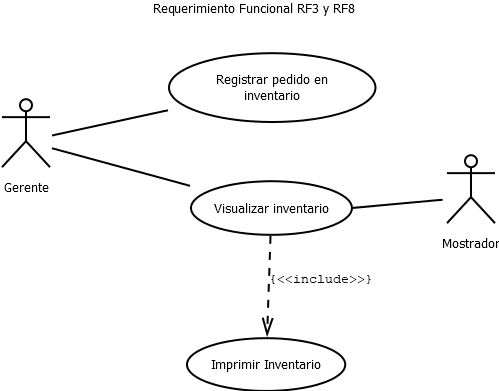 Requerimiento Funcional RF3 y RF8
Registrar pedido en
inventario
Gerente
Visualizar inventario
Mostrador
{<<include>>}
Imprimir Inventario